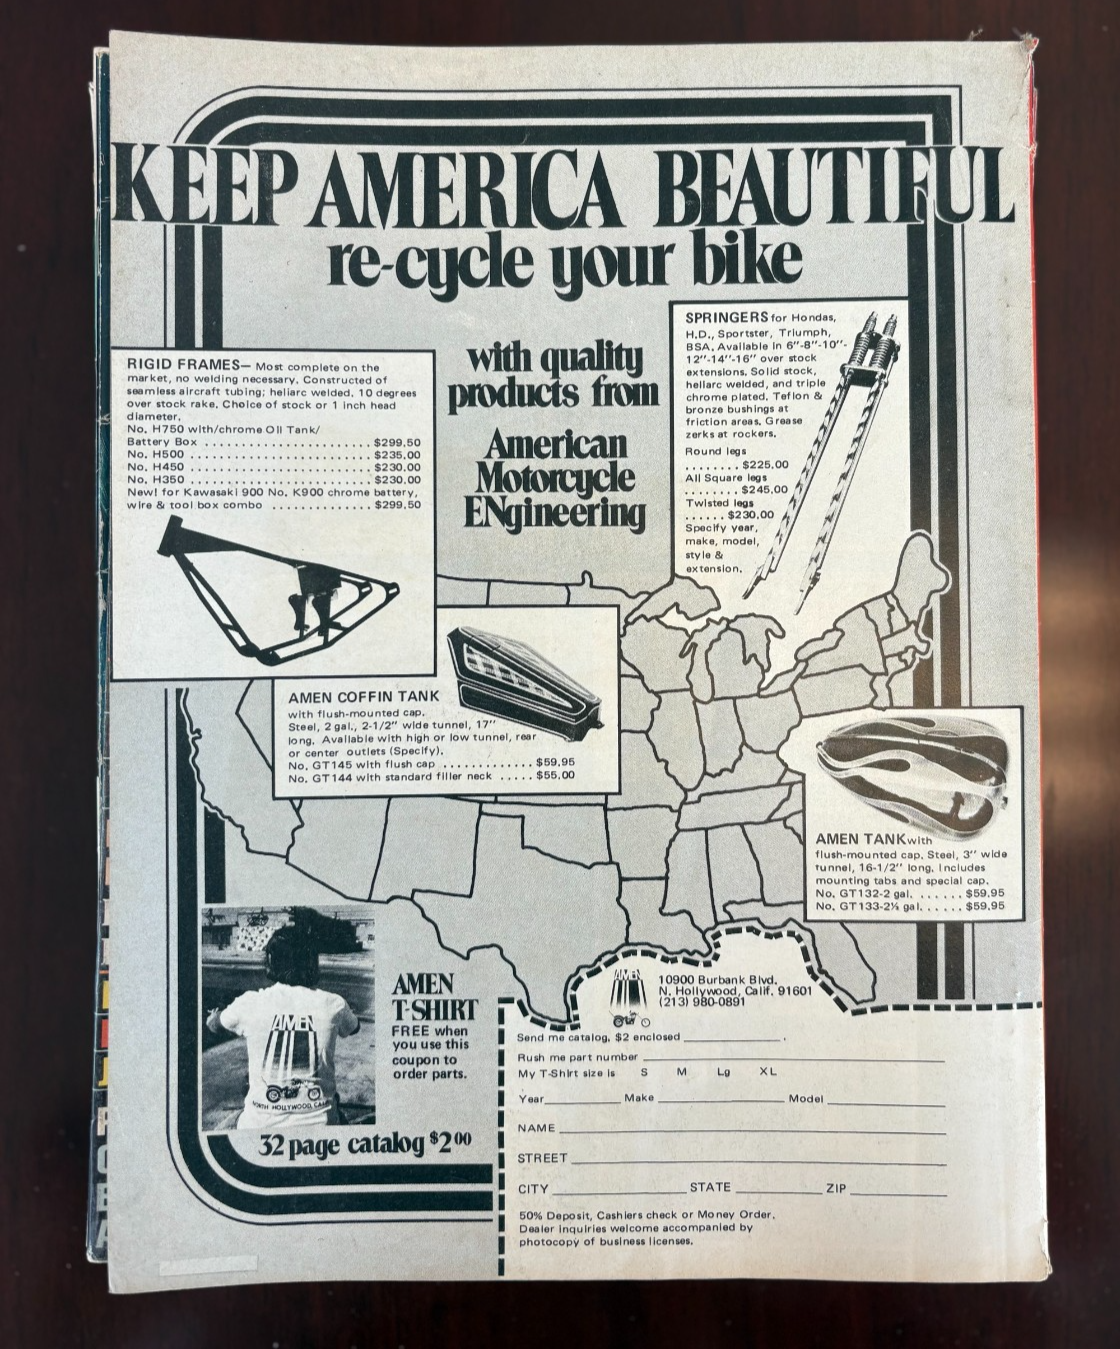 KEEP AMERICA BEAUTIFUL
re-cycle your bike
with quality
products from
American
Motorcycle
ENgineering
RIGID FRAMES— Most complete on the
market, no welding necessary. Constructed of
seamless aircraft tubing; heliarc welded. 10 degrees
over stock rake. Choice of stock or 1 inch head
diameter.
No. H750 with/chrome Oil Tank/
Battery Box ........................ $299.50
No. H500 .......................... $235.00
No. H450 .......................... $230.00
No. H350 .......................... $230.00
New! for Kawasaki 900 No. K900 chrome battery,
wire & tool box combo .............. $299.50
SPRINGERS for Hondas,
H.D., Sportster, Triumph,
BSA. Available in 6"-8"-10"-
12"-14"-16" over stock
extensions. Solid stock,
heliarc welded, and triple
chrome plated. Teflon &
bronze bushings at
friction areas. Grease
zerks at rockers.
Round legs
........ $225.00
All Square legs
........ $245.00
Twisted legs
...... $230.00
Specify year,
make, model,
style &
extension.
AMEN COFFIN TANK
with flush-mounted cap.
Steel, 2 gal., 2-1/2" wide tunnel, 17"
long. Available with high or low tunnel, rear
or center outlets (Specify).
No. GT145 with flush cap ............ $59.95
No. GT144 with standard filler neck ..... $55.00
AMEN TANK with
flush-mounted cap. Steel, 3" wide
tunnel, 16-1/2" long. Includes
mounting tabs and special cap.
No. GT132-2 gal. ...... $59.95
No. GT133-2¼ gal. ..... $59.95
AMEN
NORTH HOLLYWOOD, CA
AMEN
T-SHIRT
FREE when
you use this
coupon to
order parts.
32 page catalog $2.00
AMEN
10900 Burbank Blvd.
N. Hollywood, Calif. 91601
(213) 980-0891
Send me catalog, $2 enclosed ____________.
Rush me part number ____________
My T-Shirt size is S M Lg XL
Year____________ Make ____________ Model ____________
NAME ____________
STREET ____________
CITY ____________ STATE ____________ ZIP ____________
50% Deposit, Cashiers check or Money Order.
Dealer inquiries welcome accompanied by
photocopy of business licenses.